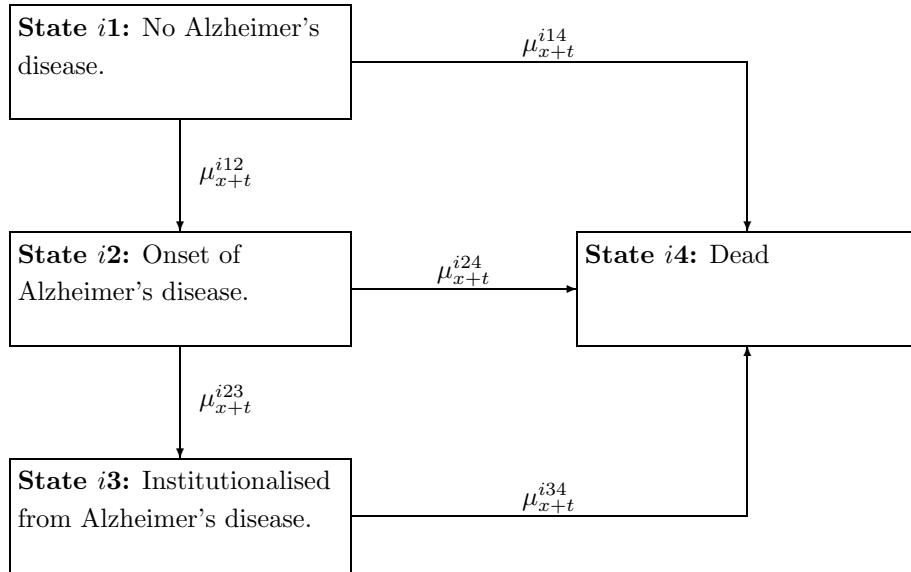 State i1: No Alzheimer's
disease.
μ^{i14}_{x+t}
μ^{i12}_{x+t}
State i2: Onset of
Alzheimer's disease.
μ^{i24}_{x+t}
State i4: Dead
μ^{i23}_{x+t}
State i3: Institutionalised
from Alzheimer's disease.
μ^{i34}_{x+t}